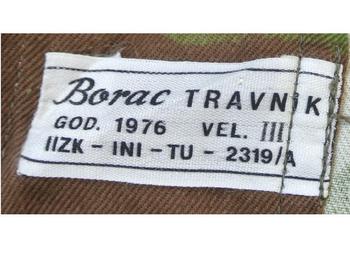 Borac TRAVNIK
GOD. 1976 VEL. III
IIZK - INI - TU - 2319/A